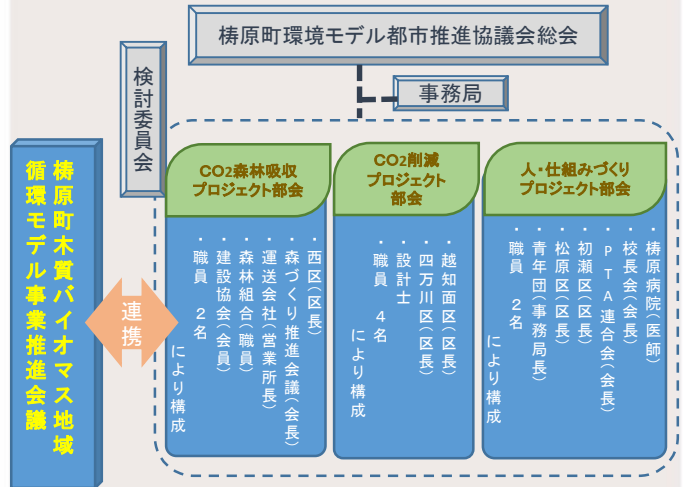 梼原町環境モデル都市推進協議会総会
事務局
検討委員会
梼原町木質バイオマス地域
循環モデル事業推進会議
連携
CO2森林吸収
プロジェクト部会
・西区(区長)
・森づくり推進会議(会長)
・運送会社(営業所長)
・森林組合(職員)
・建設協会(会員)
・職員 2名
により構成
CO2削減
プロジェクト
部会
・越知面区(区長)
・四万川区(区長)
・設計士
・職員 4名
により構成
人・仕組みづくり
プロジェクト部会
・梼原病院(医師)
・校長会(会長)
・PTA連合会(会長)
・初瀬区(区長)
・松原区(区長)
・青年団(事務局長)
・職員 2名
により構成